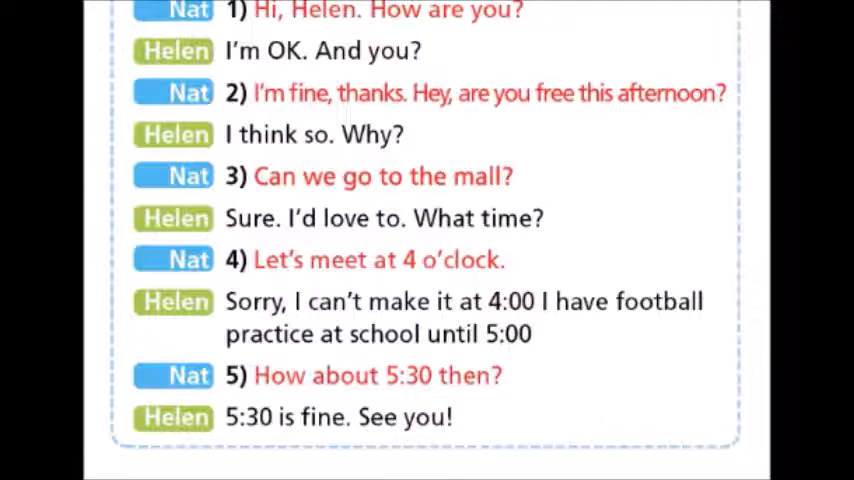 Nat 1) Hi, Helen. How are you?
Helen I'm OK. And you?
Nat 2) I'm fine, thanks. Hey, are you free this afternoon?
Helen I think so. Why?
Nat 3) Can we go to the mall?
Helen Sure. I'd love to. What time?
Nat 4) Let's meet at 4 o'clock.
Helen Sorry, I can't make it at 4:00 I have football
practice at school until 5:00
Nat 5) How about 5:30 then?
Helen 5:30 is fine. See you!